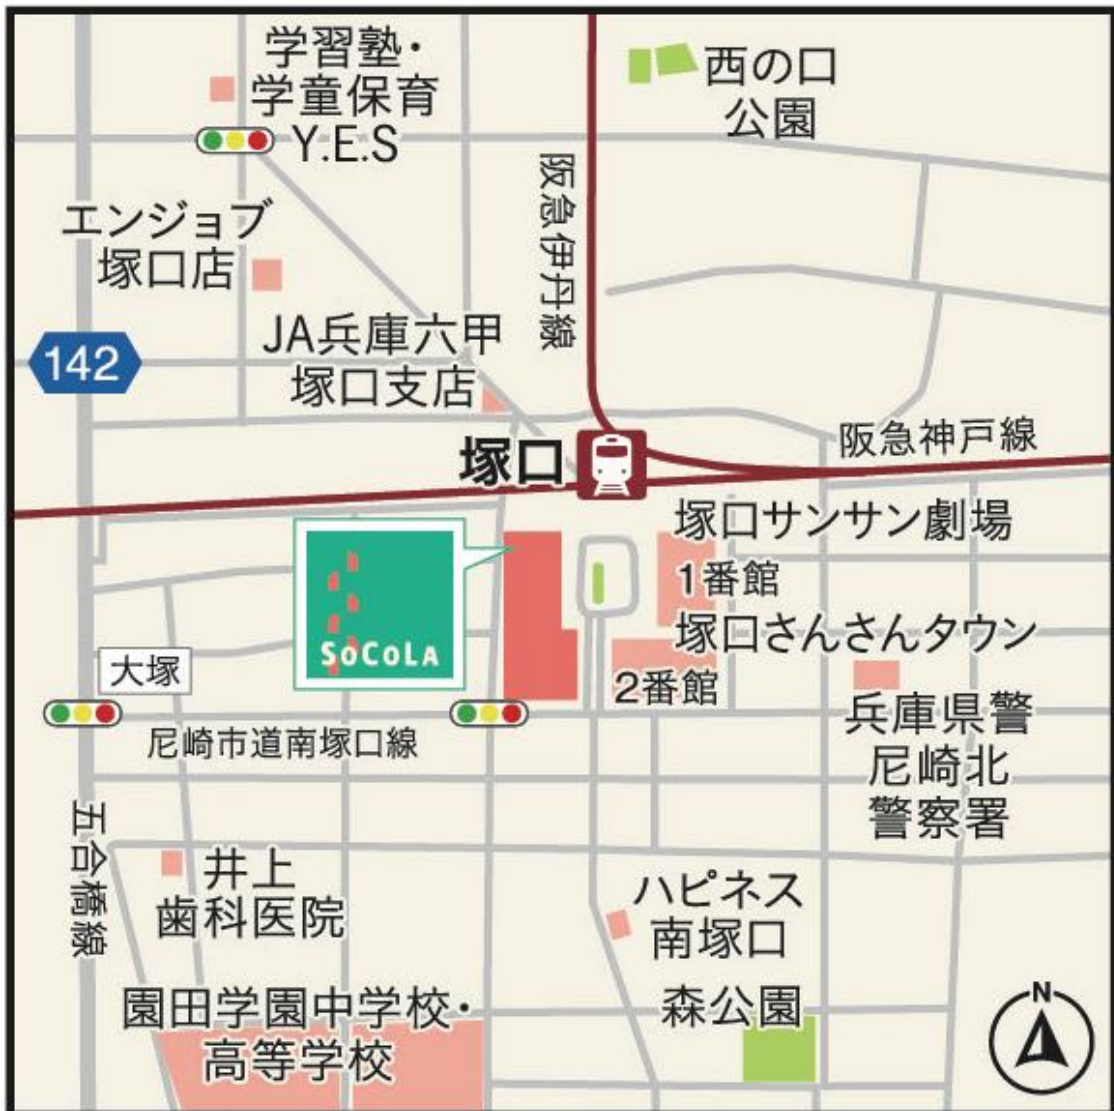 学習塾・
学童保育
Y.E.S
西の口
公園
阪急伊丹線
エンジョブ
塚口店
142
JA兵庫六甲
塚口支店
塚口
阪急神戸線
塚口サンサン劇場
1番館
塚口さんさんタウン
2番館
SoCoLA
大塚
尼崎市道南塚口線
兵庫県警
尼崎北
警察署
五合橋線
井上
歯科医院
ハピネス
南塚口
園田学園中学校・
高等学校
森公園
N